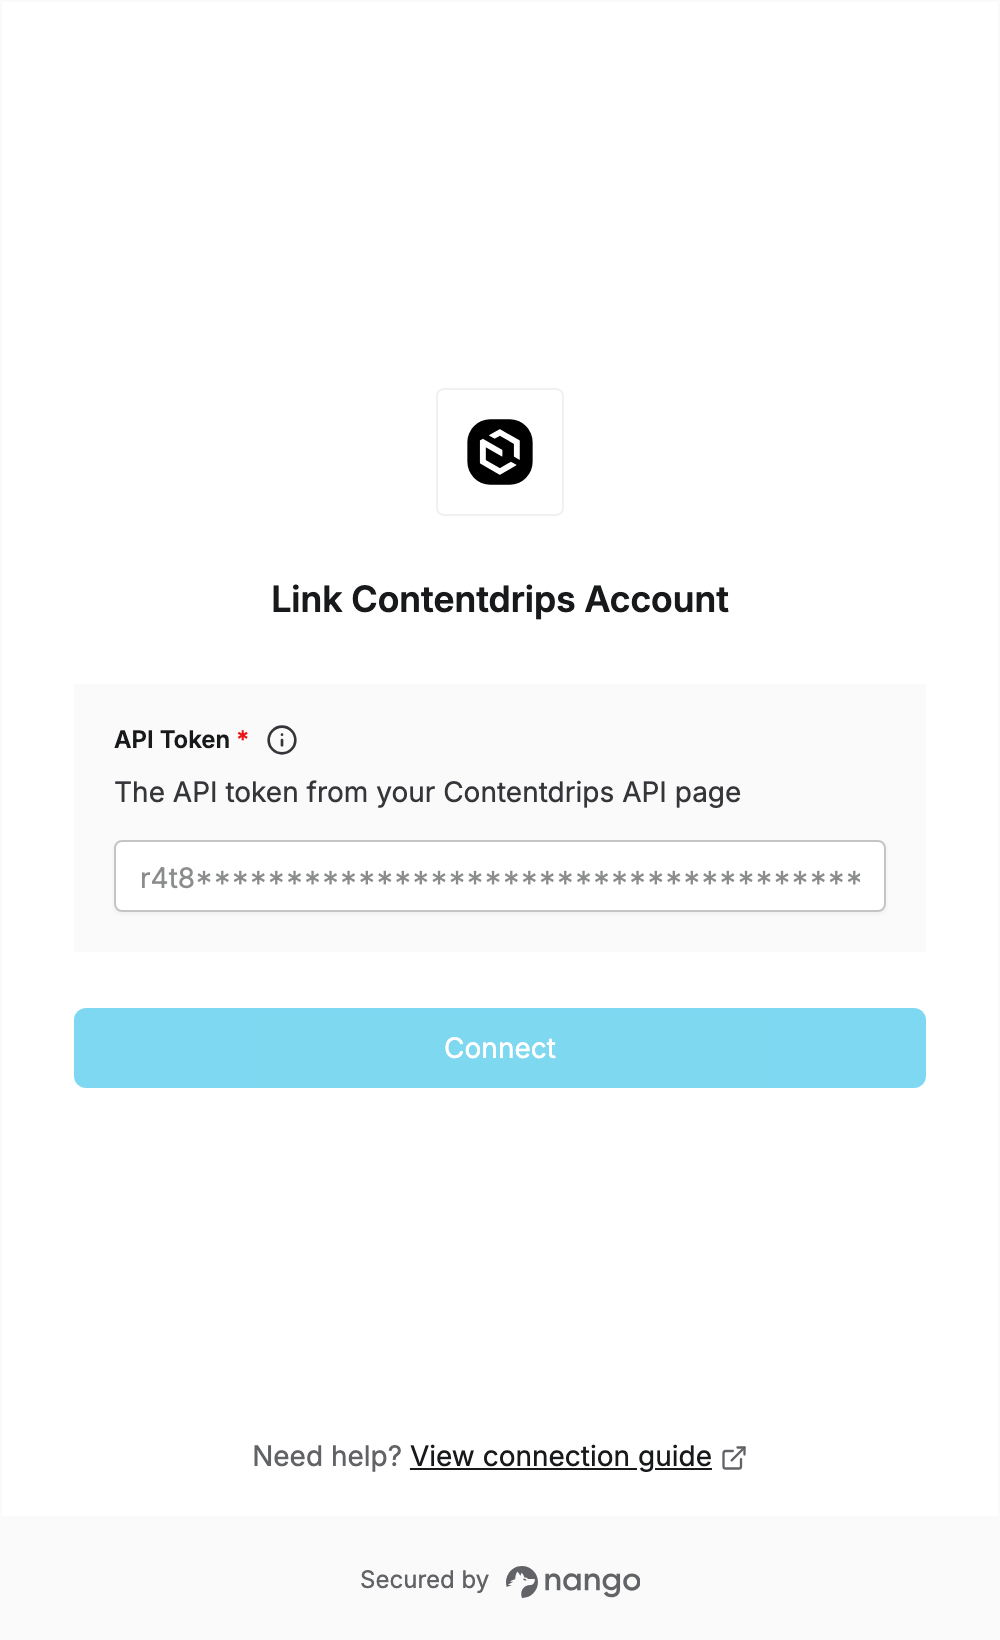 Link Contentdrips Account
API Token *
The API token from your Contentdrips API page
r4t8*************************************
Connect
Need help? View connection guide
Secured by nango